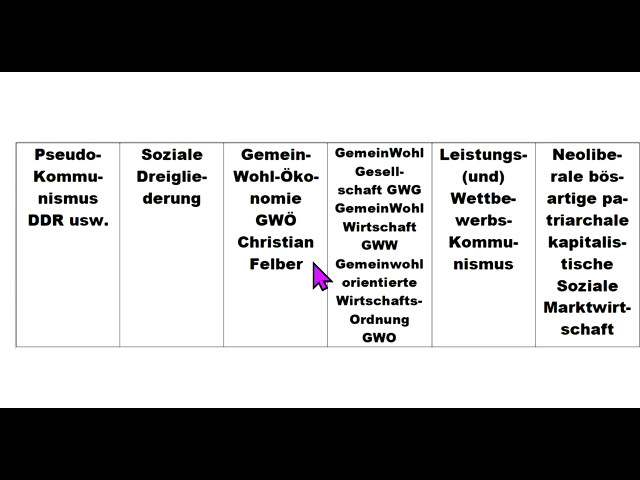 Pseudo-
Kommu-
nismus
DDR usw.
Soziale
Dreiglie-
derung
Gemein-
Wohl-Öko-
nomie
GWÖ
Christian
Felber
GemeinWohl
Gesell-
schaft GWG
GemeinWohl
Wirtschaft
GWW
Gemeinwohl
orientierte
Wirtschafts-
Ordnung
GWO
Leistungs-
(und)
Wettbe-
werbs-
Kommu-
nismus
Neolibe-
rale bös-
artige pa-
triarchale
kapitalis-
tische
Soziale
Marktwirt-
schaft